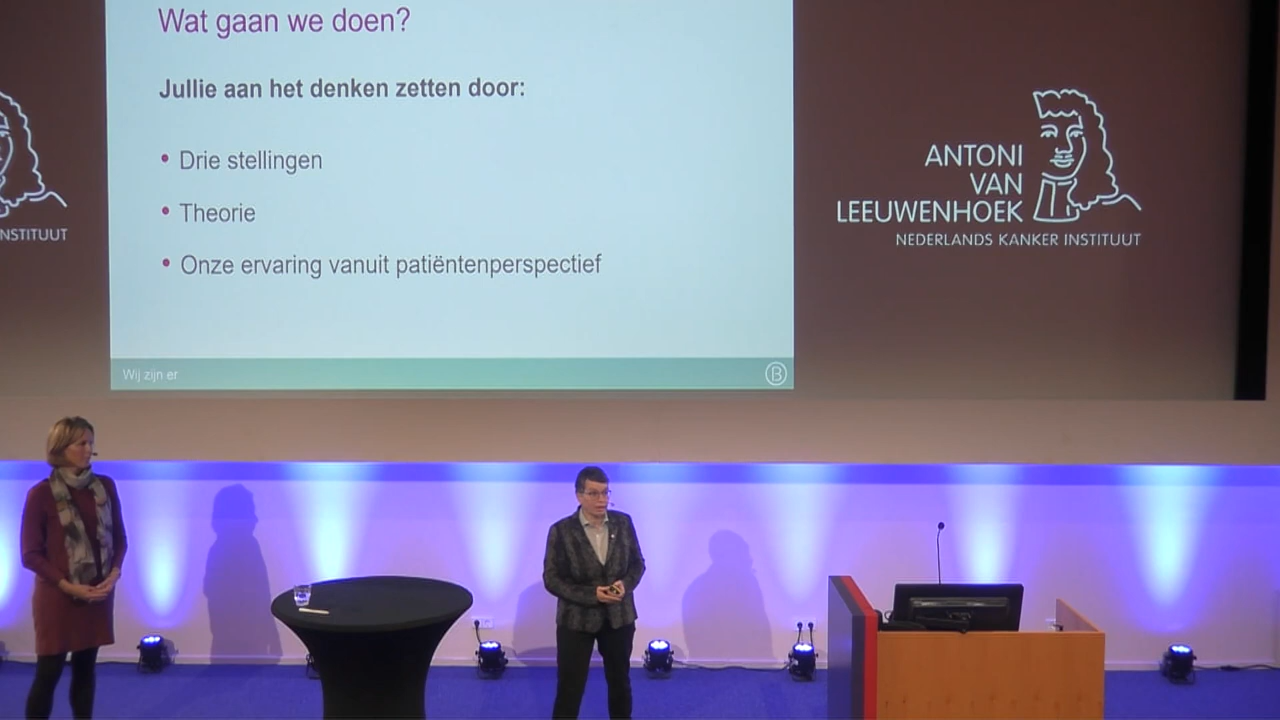 Wat gaan we doen?
Jullie aan het denken zetten door:
• Drie stellingen
• Theorie
• Onze ervaring vanuit patiëntenperspectief
Wij zijn er
B
NSTITUUT
ANTONI
VAN
LEEUWENHOEK
NEDERLANDS KANKER INSTITUUT